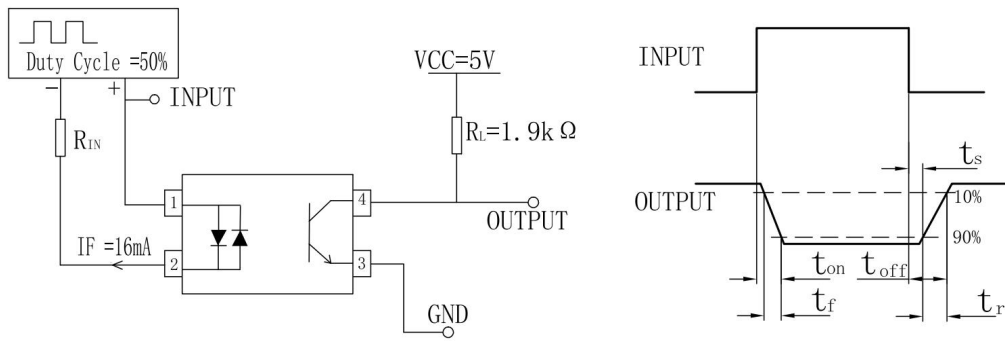 Duty Cycle =50%
−
+
INPUT
RIN
VCC=5V
RL=1.9kΩ
1
4
OUTPUT
IF =16mA
2
3
GND
INPUT
ts
OUTPUT
10%
90%
ton
toff
tf
tr